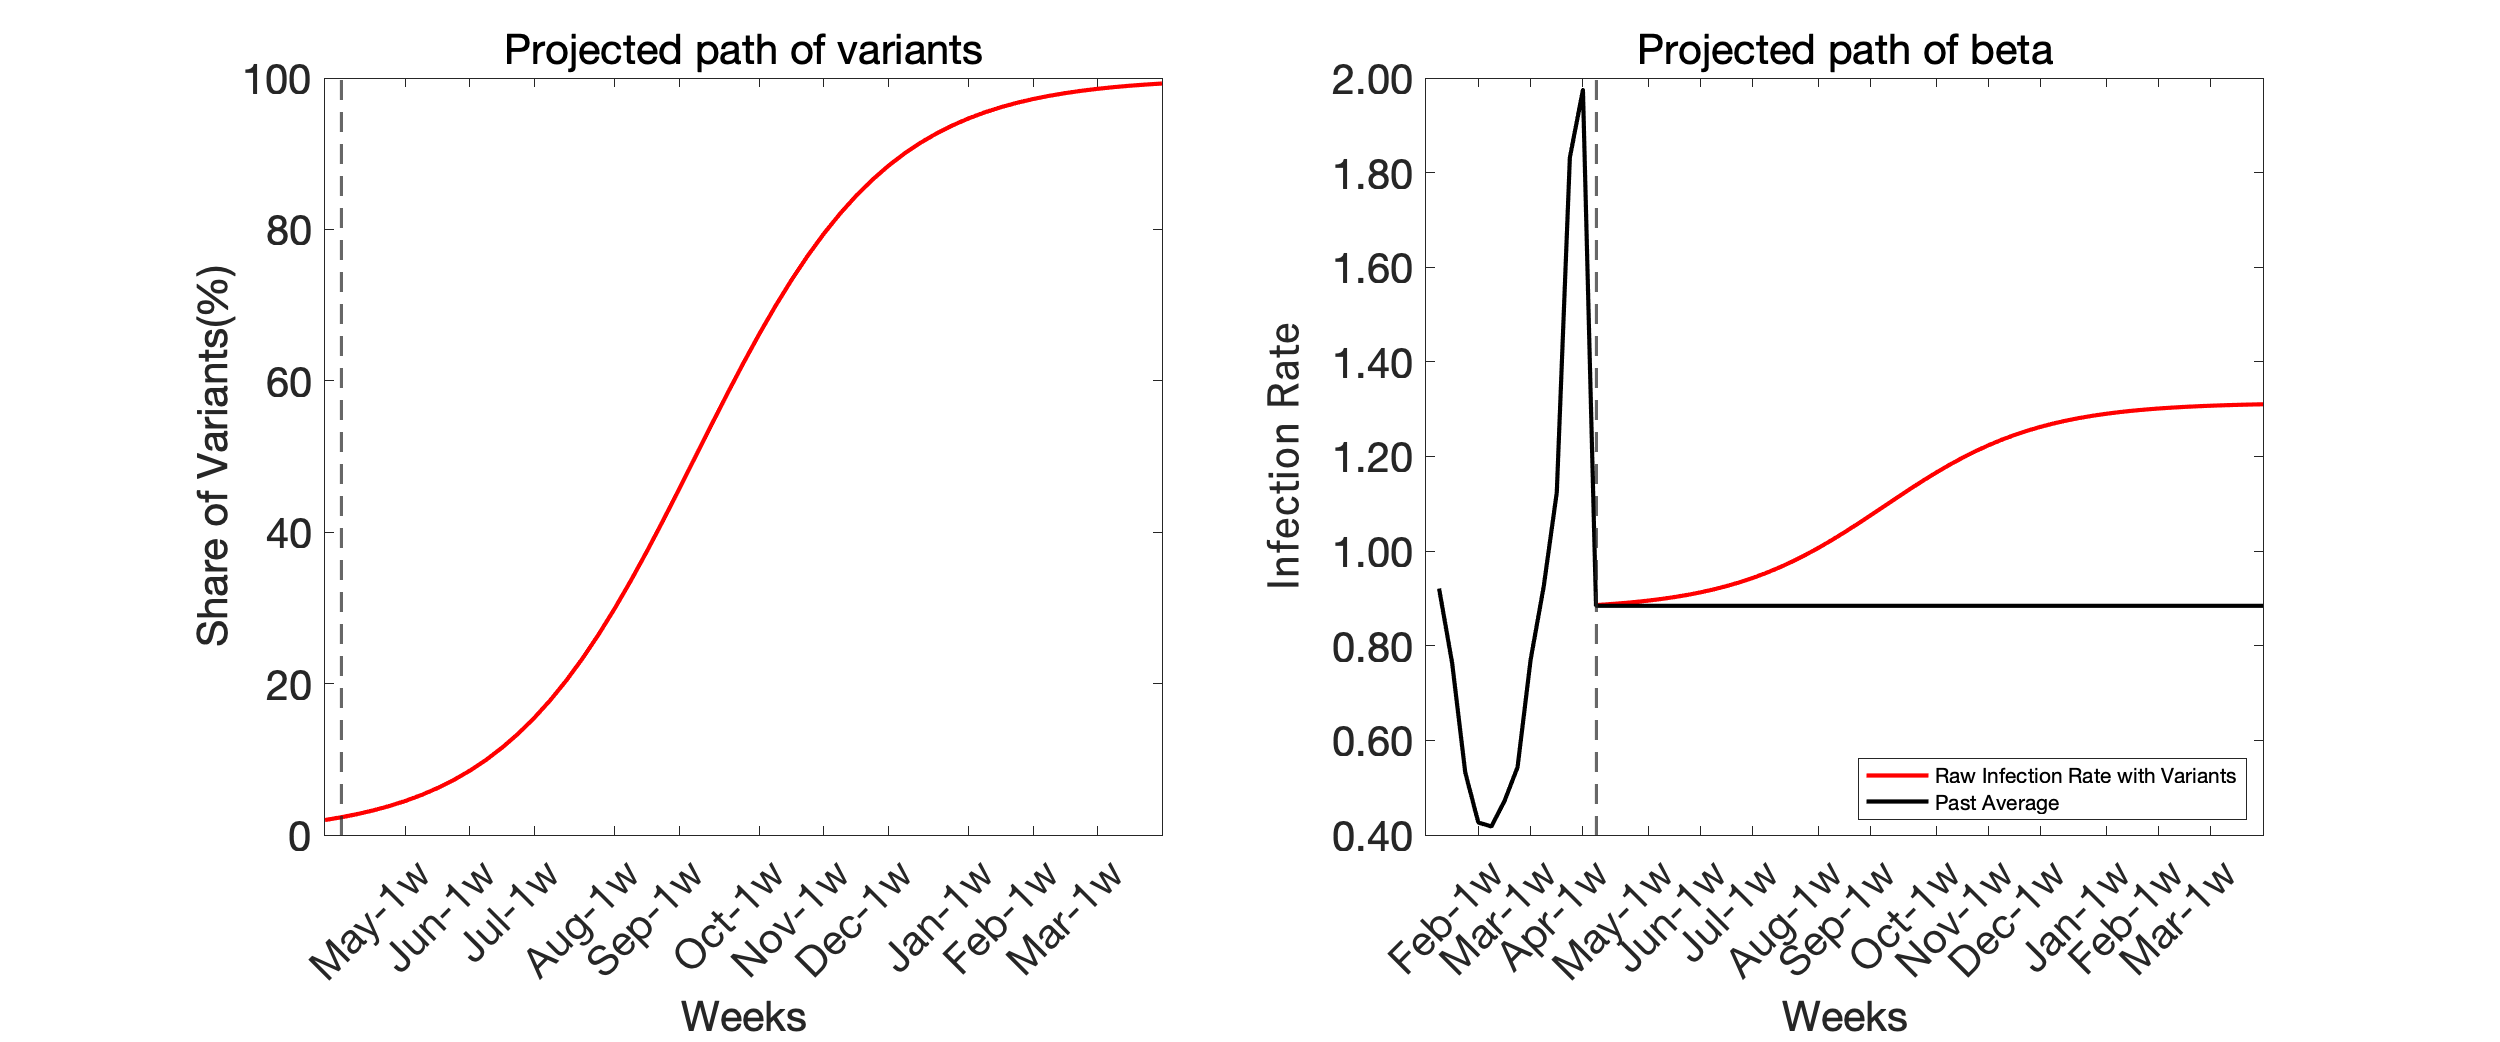 Projected path of variants
100
80
60
40
20
0
Share of Variants(%)
May-1w
Jun-1w
Jul-1w
Aug-1w
Sep-1w
Oct-1w
Nov-1w
Dec-1w
Jan-1w
Feb-1w
Mar-1w
Weeks
Projected path of beta
2.00
1.80
1.60
1.40
1.20
1.00
0.80
0.60
0.40
Infection Rate
Raw Infection Rate with Variants
Past Average
Feb-1w
Mar-1w
Apr-1w
May-1w
Jun-1w
Jul-1w
Aug-1w
Sep-1w
Oct-1w
Nov-1w
Dec-1w
Jan-1w
Feb-1w
Mar-1w
Weeks